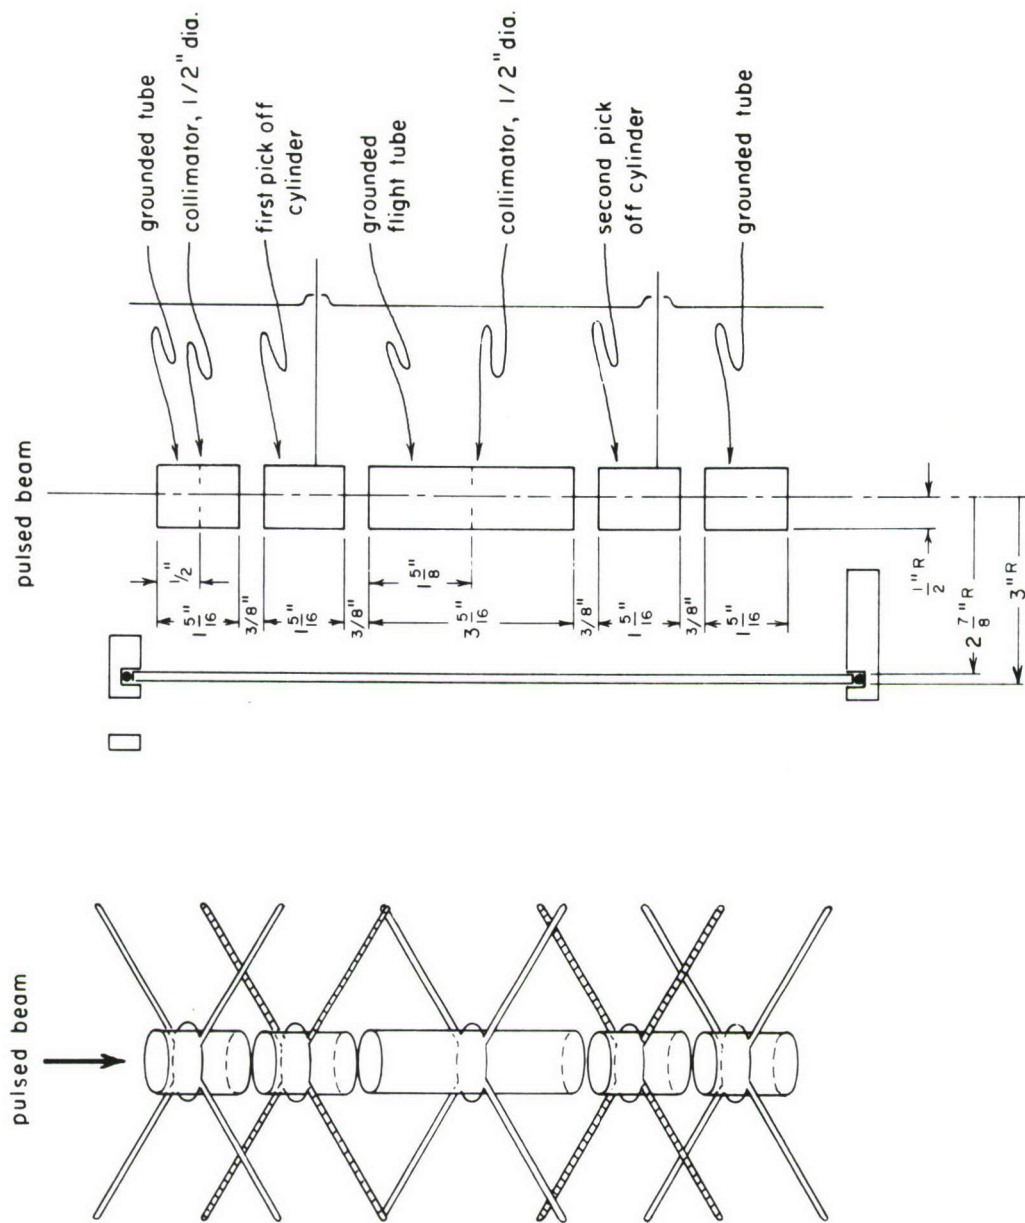 pulsed beam
grounded tube
collimator, 1/2" dia.
first pick off
cylinder
grounded
flight tube
collimator, 1/2" dia.
second pick
off cylinder
grounded tube
1/2"
1 5/16"
3/8"
1 5/16"
3/8"
1 5/8"
3 5/16"
3/8"
1 5/16"
3/8"
1 5/16"
1/2" R
2 7/8" R
3" R
pulsed beam